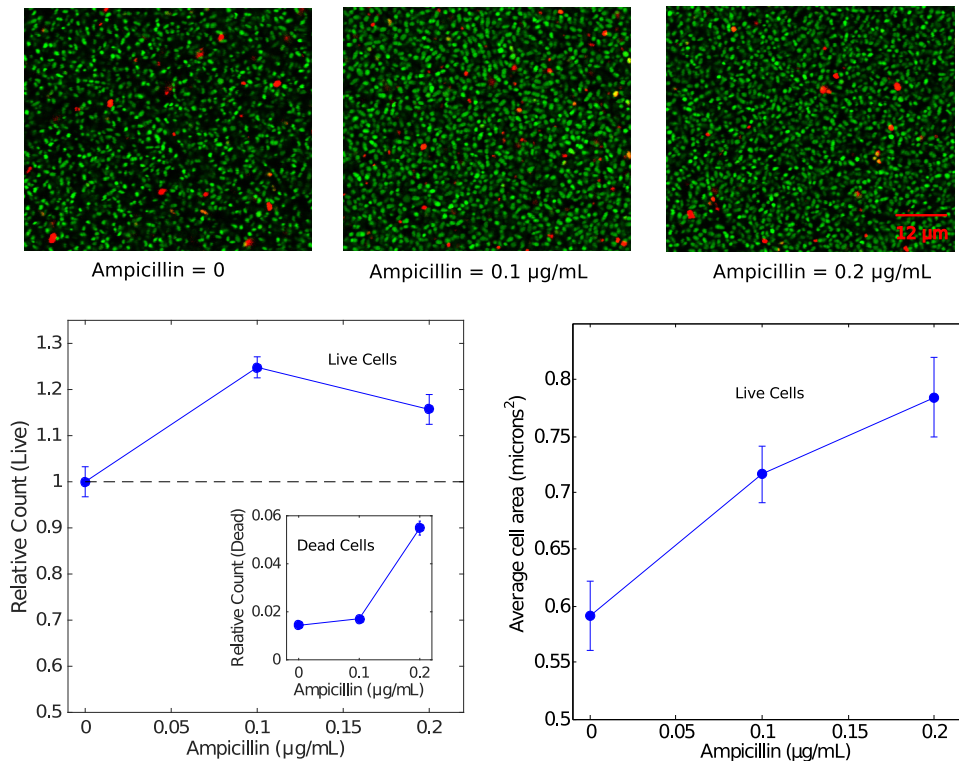 12 µm
Ampicillin = 0
Ampicillin = 0.1 µg/mL
Ampicillin = 0.2 µg/mL
Relative Count (Live)
1.3
1.2
1.1
1
0.9
0.8
0.7
0.6
0.5
Live Cells
0
0.05
0.1
0.15
0.2
Ampicillin (µg/mL)
Relative Count (Dead)
0.06
0.04
0.02
0
Dead Cells
0
0.1
0.2
Ampicillin (µg/mL)
Average cell area (microns²)
0.8
0.75
0.7
0.65
0.6
0.55
0.5
Live Cells
0
0.05
0.1
0.15
0.2
Ampicillin (µg/mL)